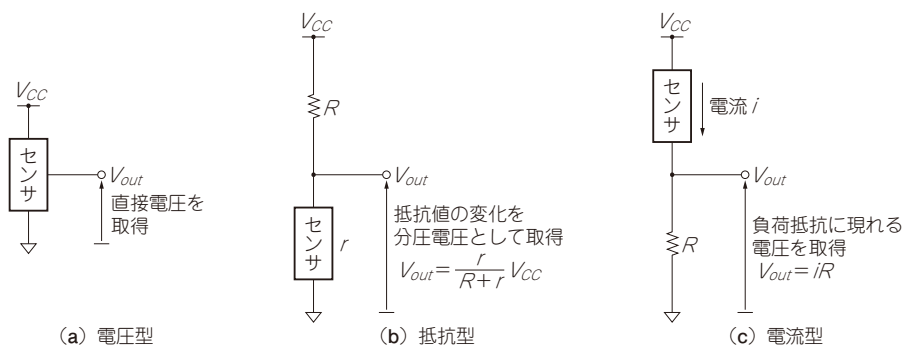 VCC
センサ
Vout
直接電圧を
取得
(a) 電圧型
VCC
R
Vout
センサ
r
抵抗値の変化を
分圧電圧として取得
Vout=r/(R+r) VCC
(b) 抵抗型
VCC
センサ
電流 i
Vout
R
負荷抵抗に現れる
電圧を取得
Vout=iR
(c) 電流型